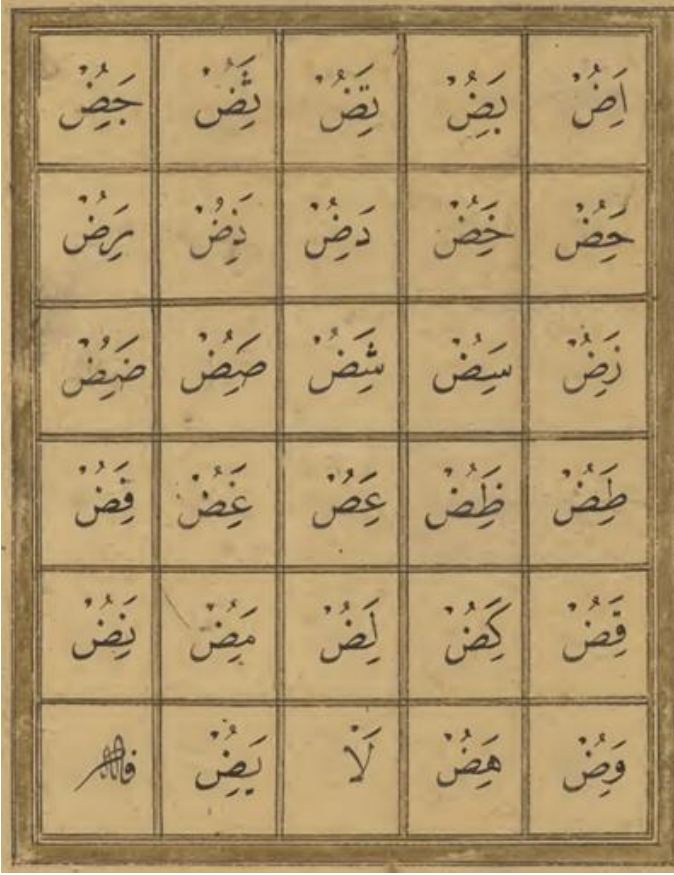 اض بض تض ثض جض
حض خض دض ذض رض
زض سض شض صض ضض
طض ظض عض غض فض
قض كض لض مض نض
وض هض لا يض